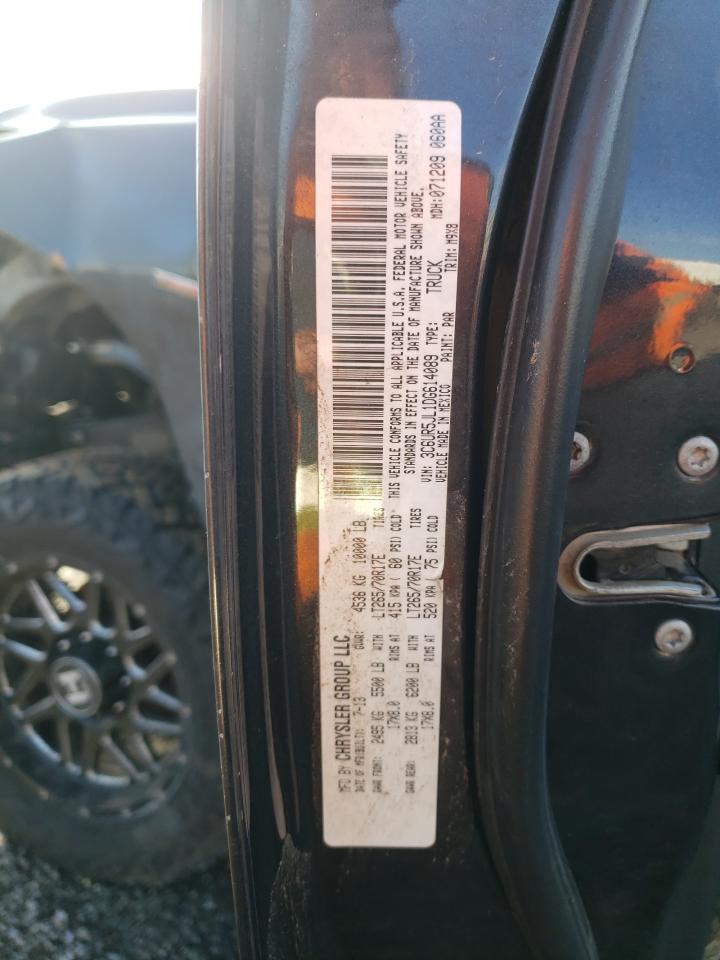 MFD BY CHRYSLER GROUP LLC
DATE OF MFR(BUILT): 7-13 GVWR: 4536 KG 10000 LB
GAWR FRONT: 2495 KG 5500 LB WITH LT265/70R17E TIRES
17X8.0 RIMS AT 415 KPA ( 60 PSI) COLD
GAWR REAR: 2813 KG 6200 LB WITH LT265/70R17E TIRES
17X8.0 RIMS AT 520 KPA ( 75 PSI) COLD
THIS VEHICLE CONFORMS TO ALL APPLICABLE U.S.A. FEDERAL MOTOR VEHICLE SAFETY
STANDARDS IN EFFECT ON THE DATE OF MANUFACTURE SHOWN ABOVE.
VIN: 3C6UR5JL1DG614089 TYPE: TRUCK MDH: 071209 060AA
VEHICLE MADE IN MEXICO PAINT: PAR TRIM: M9X8
H